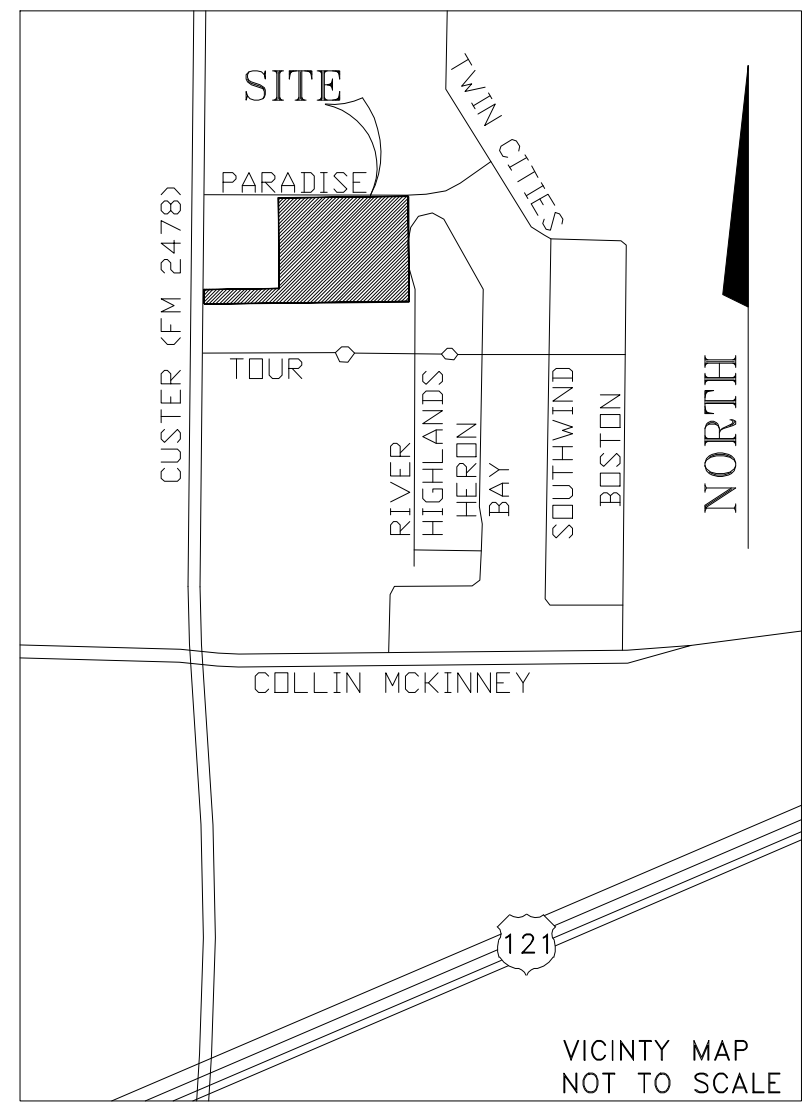 SITE
TWIN CITIES
PARADISE
CUSTER (FM 2478)
TOUR
RIVER
HIGHLANDS
HERON
BAY
SOUTHWIND
BOSTON
NORTH
COLLIN MCKINNEY
121
VICINTY MAP
NOT TO SCALE